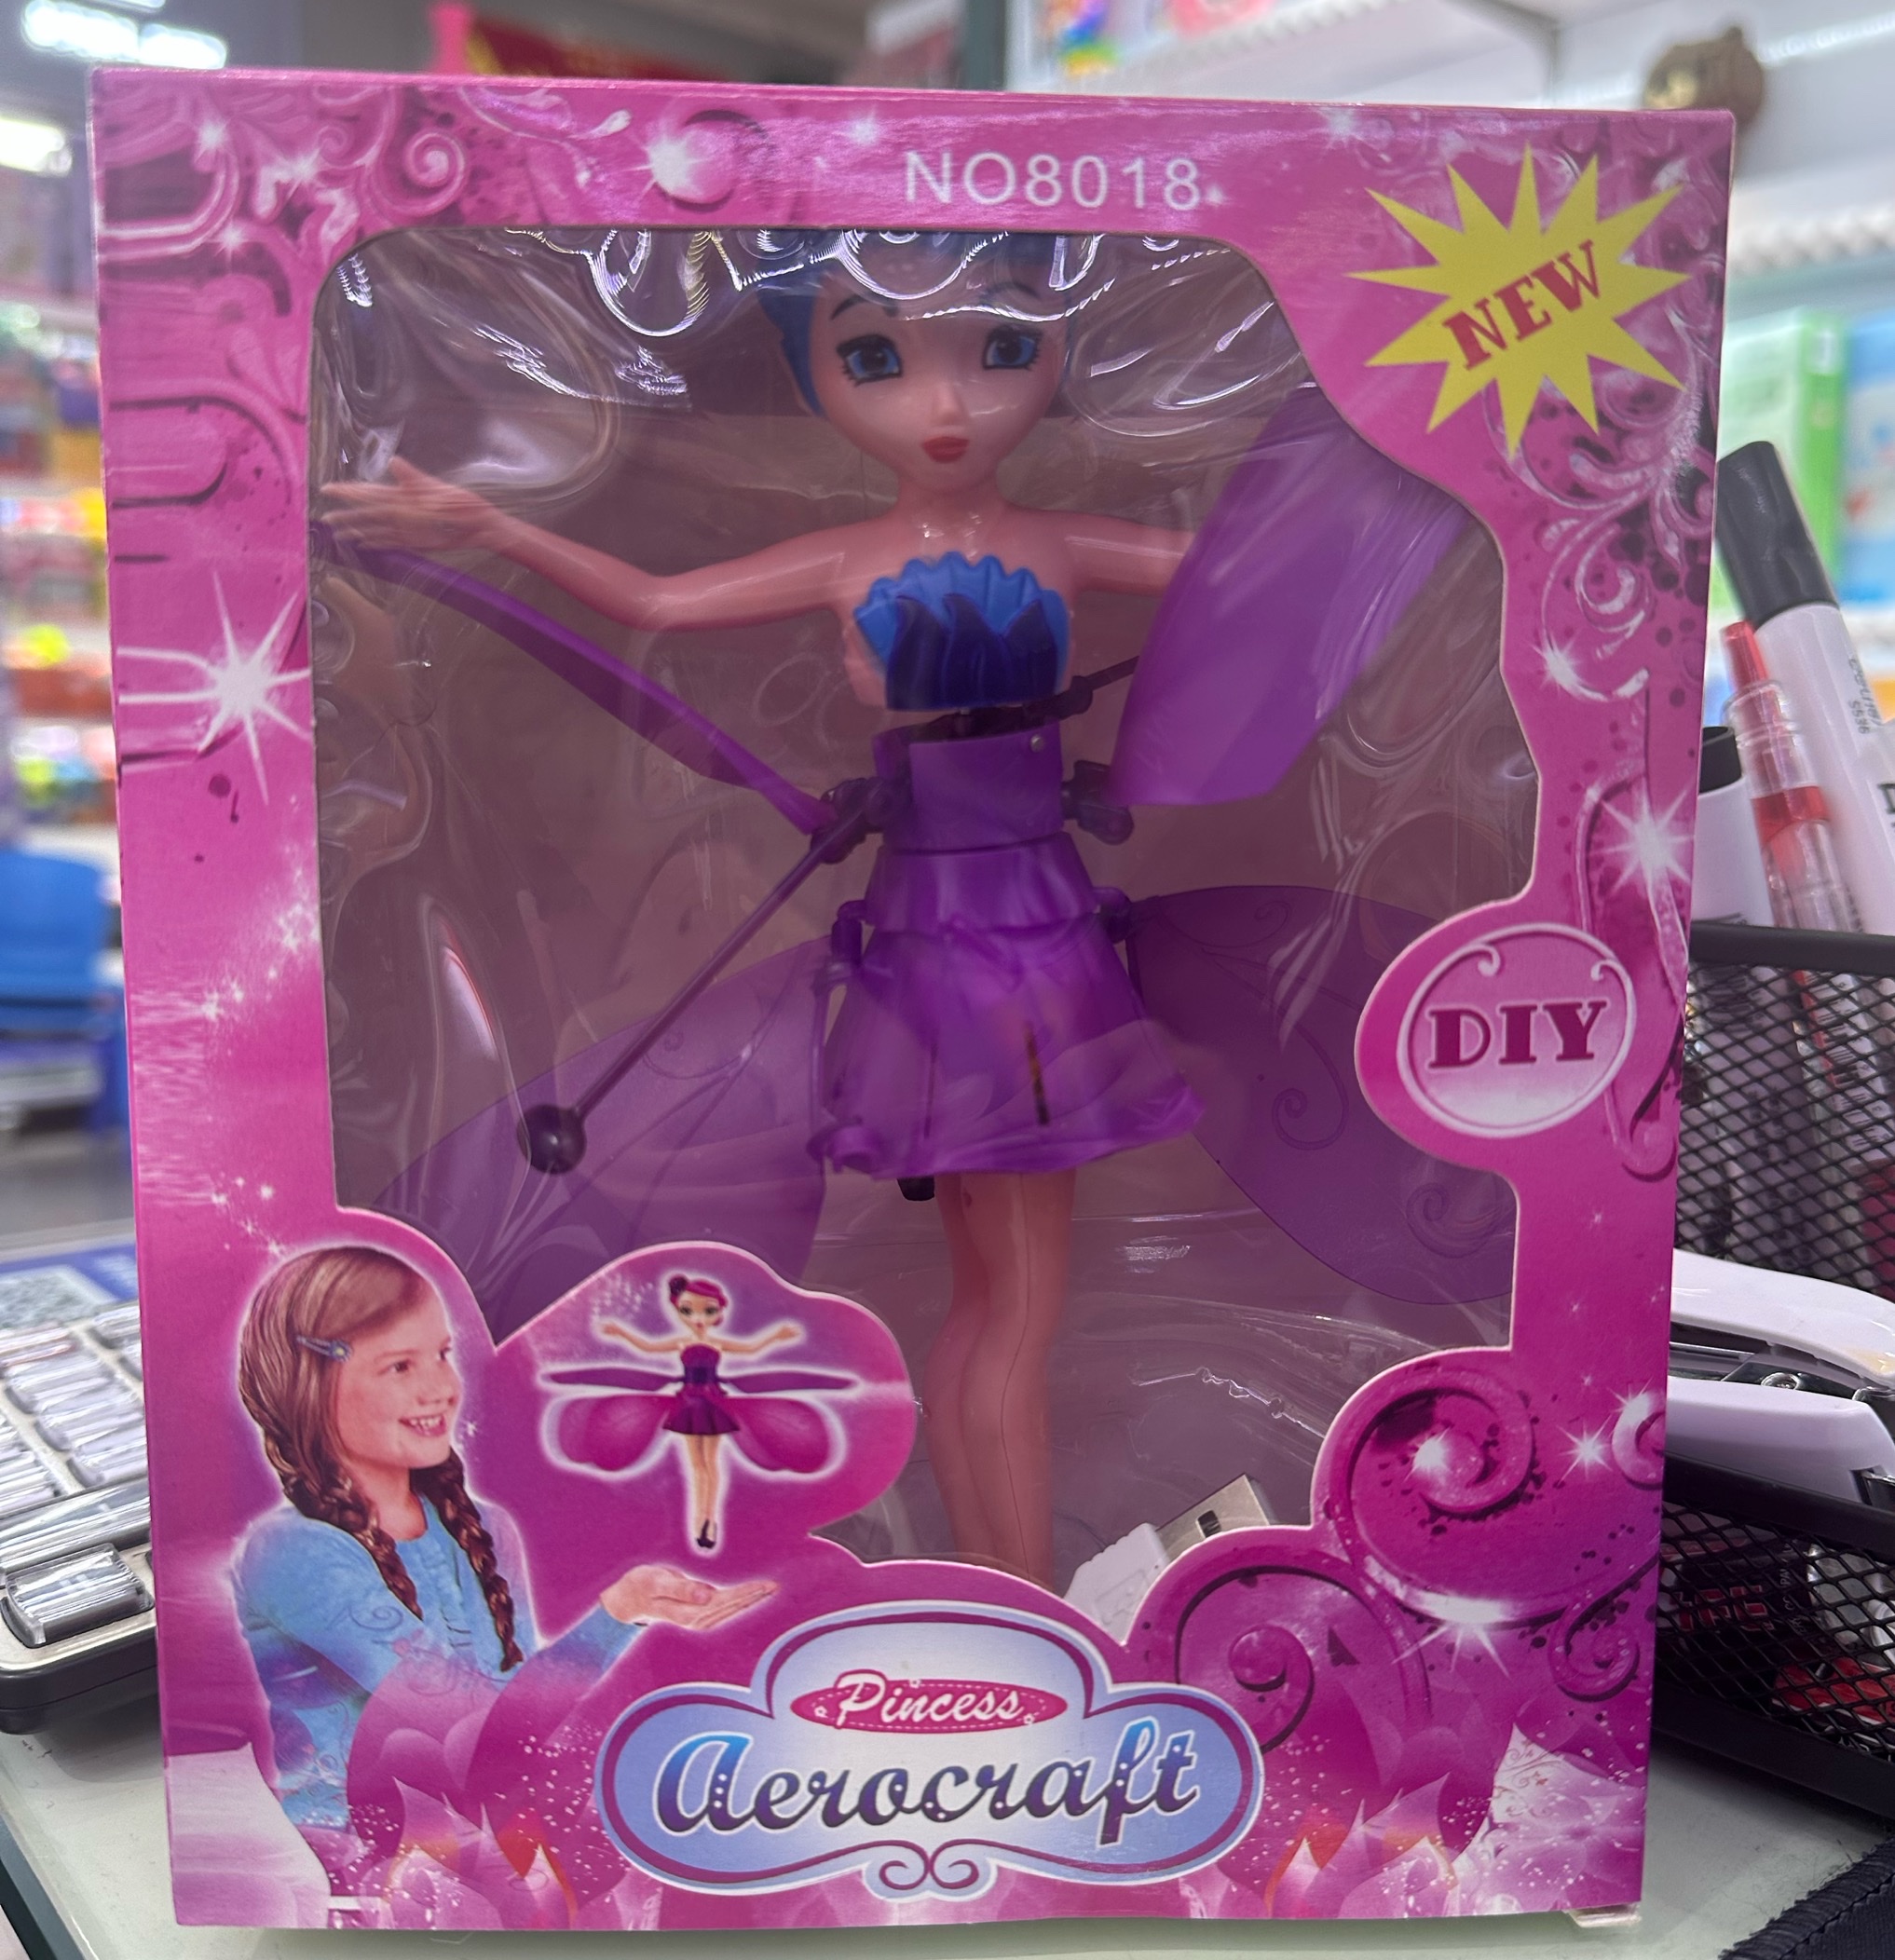 NO8018
NEW
DIY
Pincess
Aerocraft